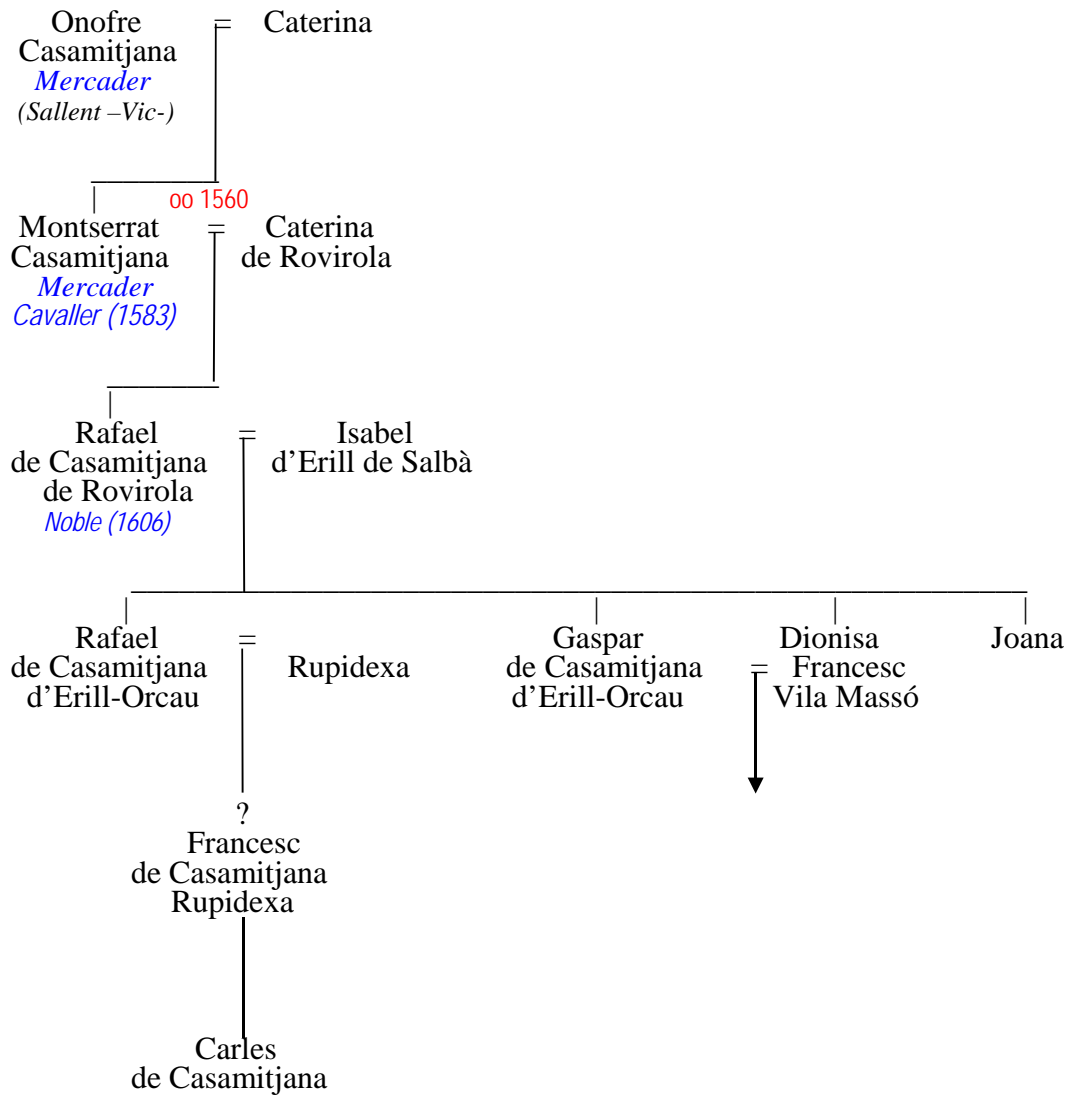 Onofre = Caterina
Casamitjana
Mercader
(Sallent –Vic-)
oo 1560
Montserrat = Caterina
Casamitjana de Rovirola
Mercader
Cavaller (1583)
Rafael = Isabel
de Casamitjana d’Erill de Salbà
de Rovirola
Noble (1606)
Rafael = Gaspar Dionisa Joana
de Casamitjana Rupidexa de Casamitjana = Francesc
d’Erill-Orcau d’Erill-Orcau Vila Massó
?
Francesc
de Casamitjana
Rupidexa
Carles
de Casamitjana